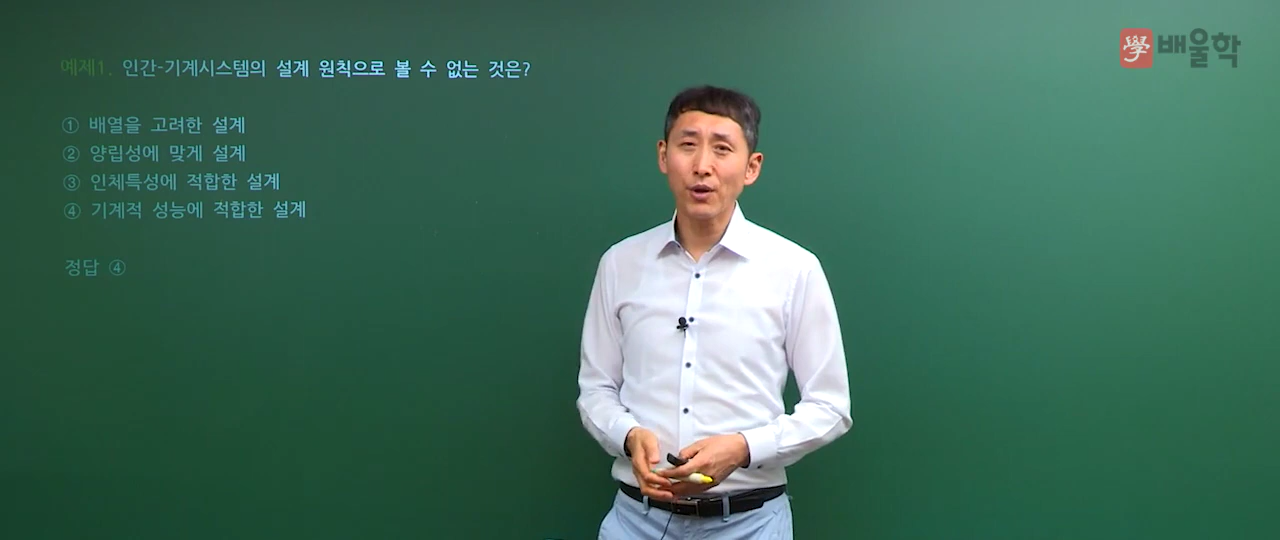 예제1. 인간-기계시스템의 설계 원칙으로 볼 수 없는 것은?
① 배열을 고려한 설계
② 양립성에 맞게 설계
③ 인체특성에 적합한 설계
④ 기계적 성능에 적합한 설계
정답 ④
學 배울학